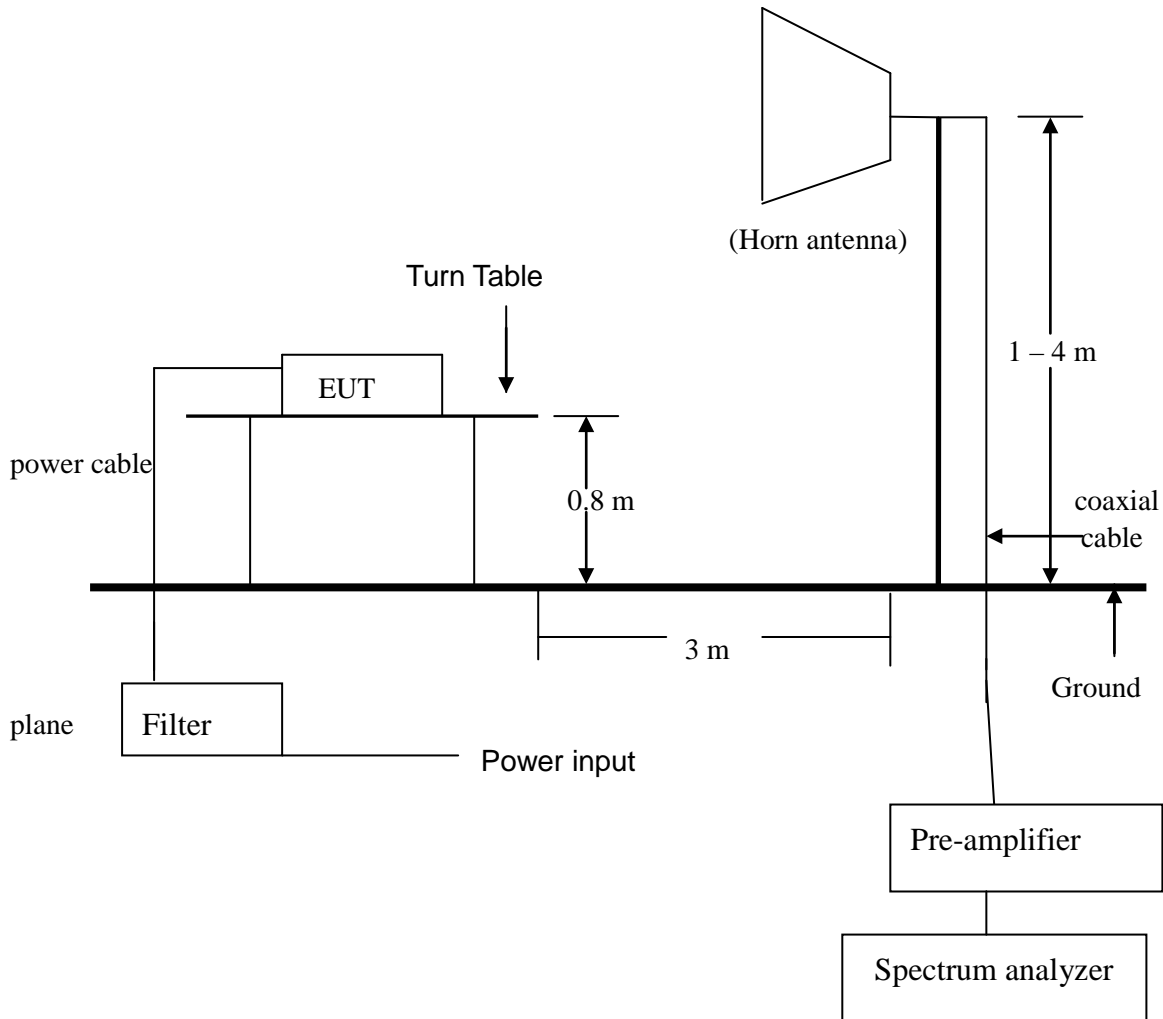 (Horn antenna)
Turn Table
1 – 4 m
EUT
power cable
0.8 m
coaxial
cable
3 m
Ground
plane
Filter
Power input
Pre-amplifier
Spectrum analyzer